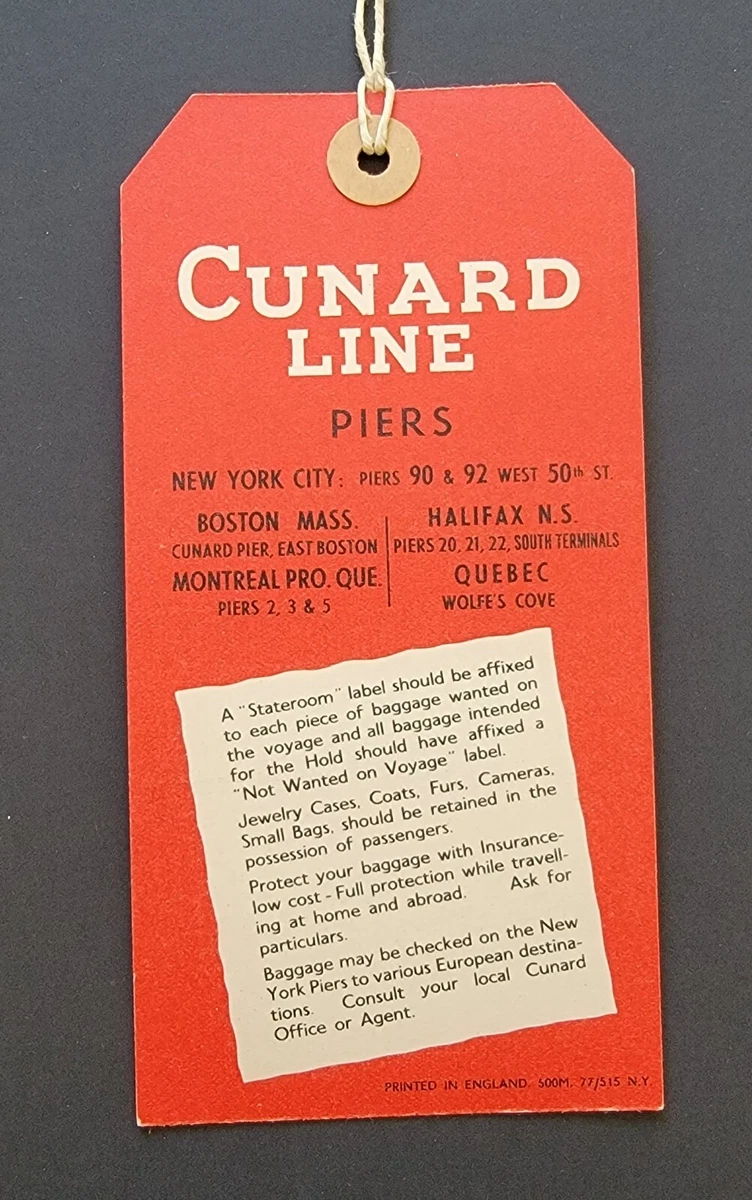 CUNARD
LINE
PIERS
NEW YORK CITY: PIERS 90 & 92 WEST 50th ST.
BOSTON MASS.
CUNARD PIER, EAST BOSTON
MONTREAL PRO. QUE.
PIERS 2, 3 & 5
HALIFAX N.S.
PIERS 20, 21, 22, SOUTH TERMINALS
QUEBEC
WOLFE'S COVE
A "Stateroom" label should be affixed
to each piece of baggage wanted on
the voyage and all baggage intended
for the Hold should have affixed a
"Not Wanted on Voyage" label.
Jewelry Cases, Coats, Furs, Cameras,
Small Bags, should be retained in the
possession of passengers.
Protect your baggage with Insurance-
low cost - Full protection while travell-
ing at home and abroad. Ask for
particulars.
Baggage may be checked on the New
York Piers to various European destina-
tions. Consult your local Cunard
Office or Agent.
PRINTED IN ENGLAND. 500M. 77/515 N.Y.